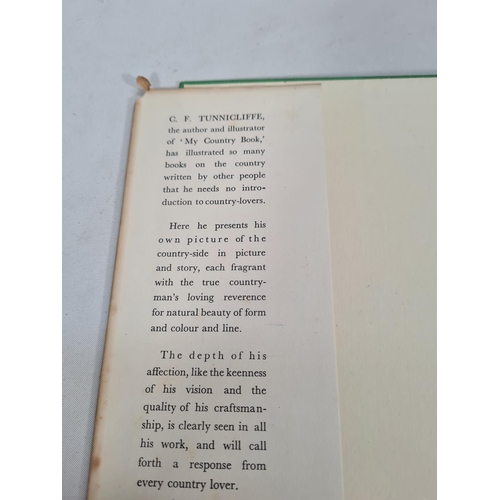 C. F. TUNNICLIFFE,
the author and illustrator
of ‘My Country Book,’
has illustrated so many
books on the country
written by other people
that he needs no intro-
duction to country-lovers.
Here he presents his
own picture of the
country-side in picture
and story, each fragrant
with the true country-
man's loving reverence
for natural beauty of form
and colour and line.
The depth of his
affection, like the keenness
of his vision and the
quality of his craftsman-
ship, is clearly seen in all
his work, and will call
forth a response from
every country lover.